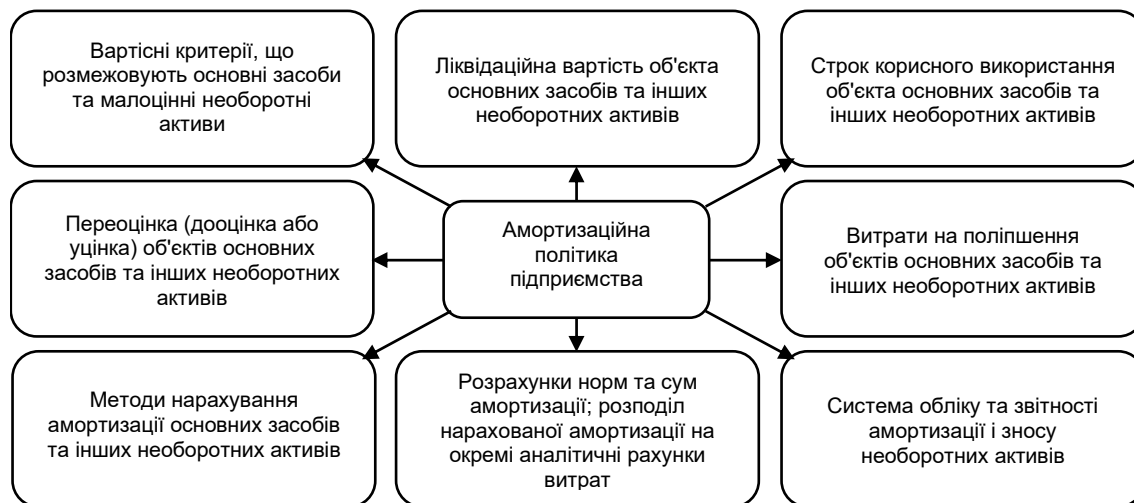 Вартісні критерії, що
розмежовують основні засоби
та малоцінні необоротні
активи
Ліквідаційна вартість об'єкта
основних засобів та інших
необоротних активів
Строк корисного використання
об'єкта основних засобів та
інших необоротних активів
Переоцінка (дооцінка або
уцінка) об'єктів основних
засобів та інших необоротних
активів
Амортизаційна
політика
підприємства
Витрати на поліпшення
об'єктів основних засобів та
інших необоротних активів
Методи нарахування
амортизації основних засобів
та інших необоротних активів
Розрахунки норм та сум
амортизації; розподіл
нарахованої амортизації на
окремі аналітичні рахунки
витрат
Система обліку та звітності
амортизації і зносу
необоротних активів